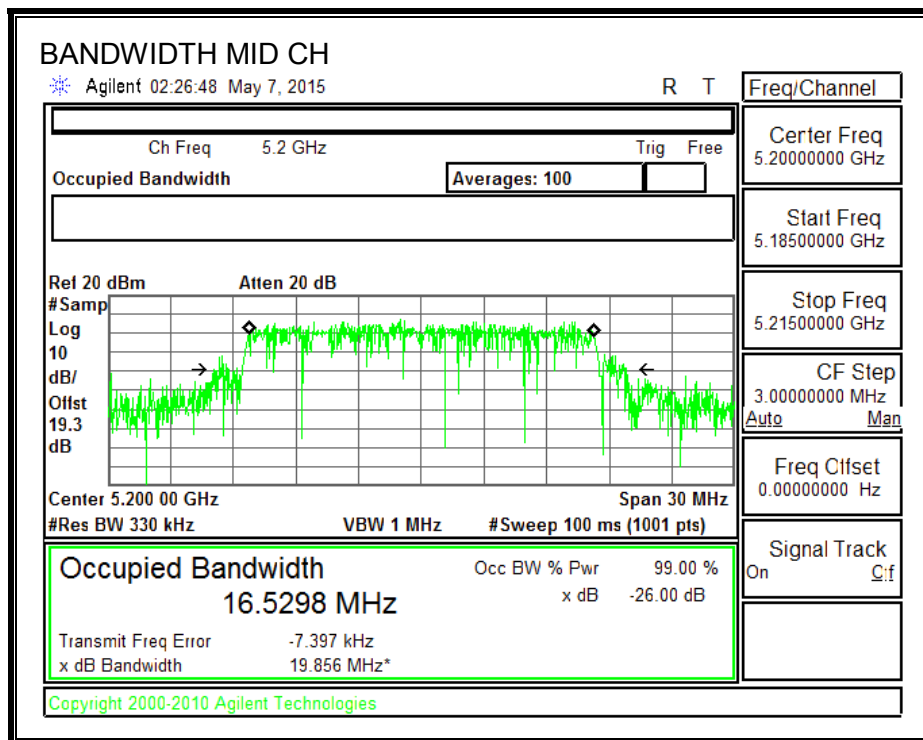 BANDWIDTH MID CH
Agilent 02:26:48 May 7, 2015 R T
Freq/Channel
Ch Freq 5.2 GHz Trig Free
Occupied Bandwidth Averages: 100
Center Freq
5.20000000 GHz
Start Freq
5.18500000 GHz
Stop Freq
5.21500000 GHz
CF Step
3.00000000 MHz
Auto Man
Freq Offset
0.00000000 Hz
Signal Track
On Off
Ref 20 dBm Atten 20 dB
#Samp
Log
10
dB/
Offst
19.3
dB
Center 5.200 00 GHz Span 30 MHz
#Res BW 330 kHz VBW 1 MHz #Sweep 100 ms (1001 pts)
Occupied Bandwidth Occ BW % Pwr 99.00 %
16.5298 MHz x dB -26.00 dB
Transmit Freq Error -7.397 kHz
x dB Bandwidth 19.856 MHz*
Copyright 2000-2010 Agilent Technologies